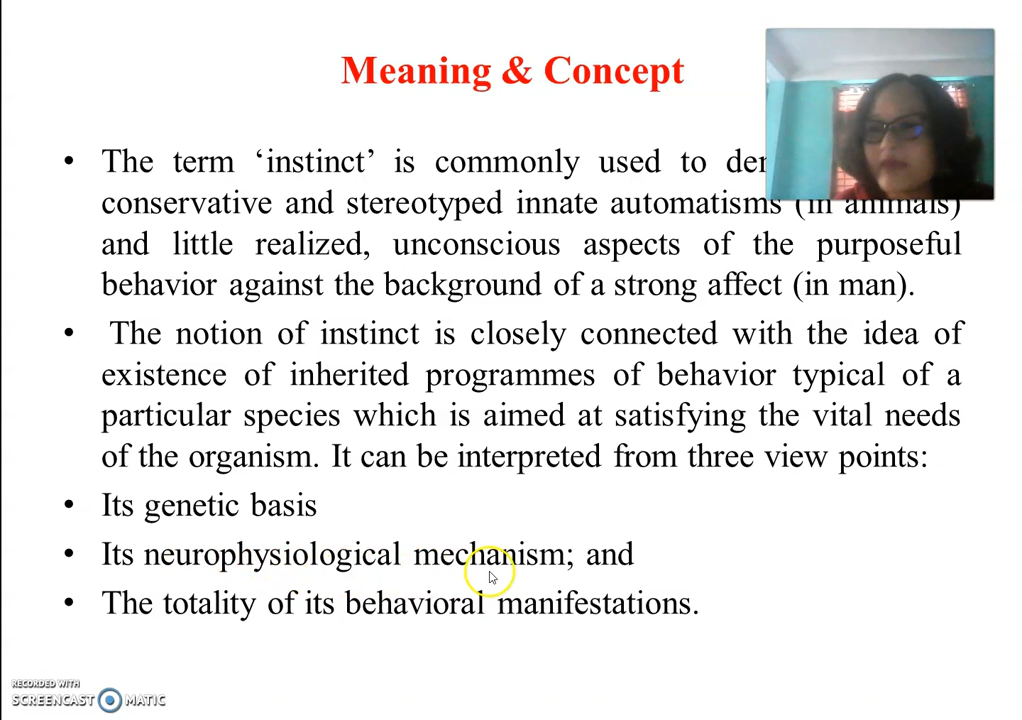 Meaning & Concept
• The term ‘instinct’ is commonly used to
conservative and stereotyped innate automatisms (in animals)
and little realized, unconscious aspects of the purposeful
behavior against the background of a strong affect (in man).
• The notion of instinct is closely connected with the idea of
existence of inherited programmes of behavior typical of a
particular species which is aimed at satisfying the vital needs
of the organism. It can be interpreted from three view points:
• Its genetic basis
• Its neurophysiological mechanism; and
• The totality of its behavioral manifestations.
RECORDED WITH
SCREENCAST MATIC